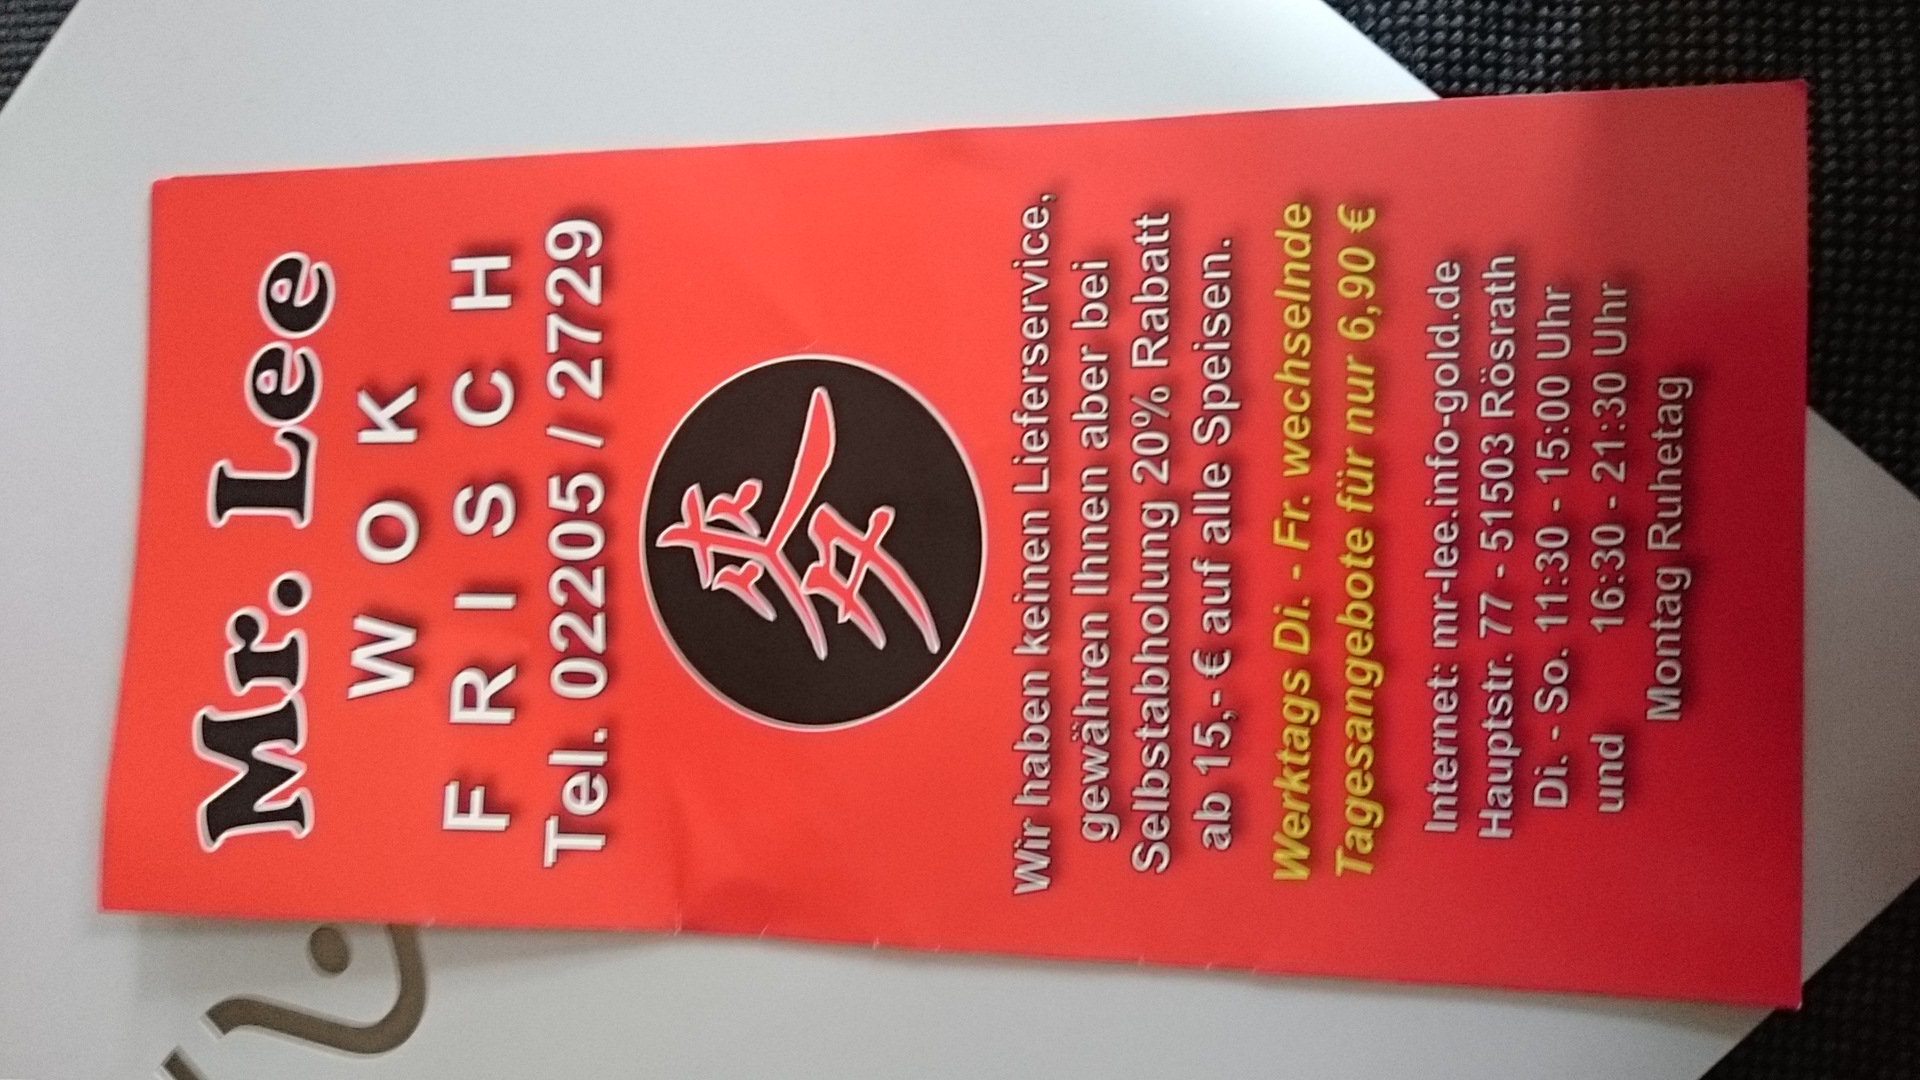 Mr. Lee
WOK
FRISCH
Tel. 02205 / 2729
Wir haben keinen Lieferservice,
gewähren Ihnen aber bei
Selbstabholung 20% Rabatt
ab 15,- € auf alle Speisen.
Werktags Di. - Fr. wechselnde
Tagesangebote für nur 6,90 €
Internet: mr-lee.info-gold.de
Hauptstr. 77 - 51503 Rösrath
Di. - So. 11:30 - 15:00 Uhr
und 16:30 - 21:30 Uhr
Montag Ruhetag